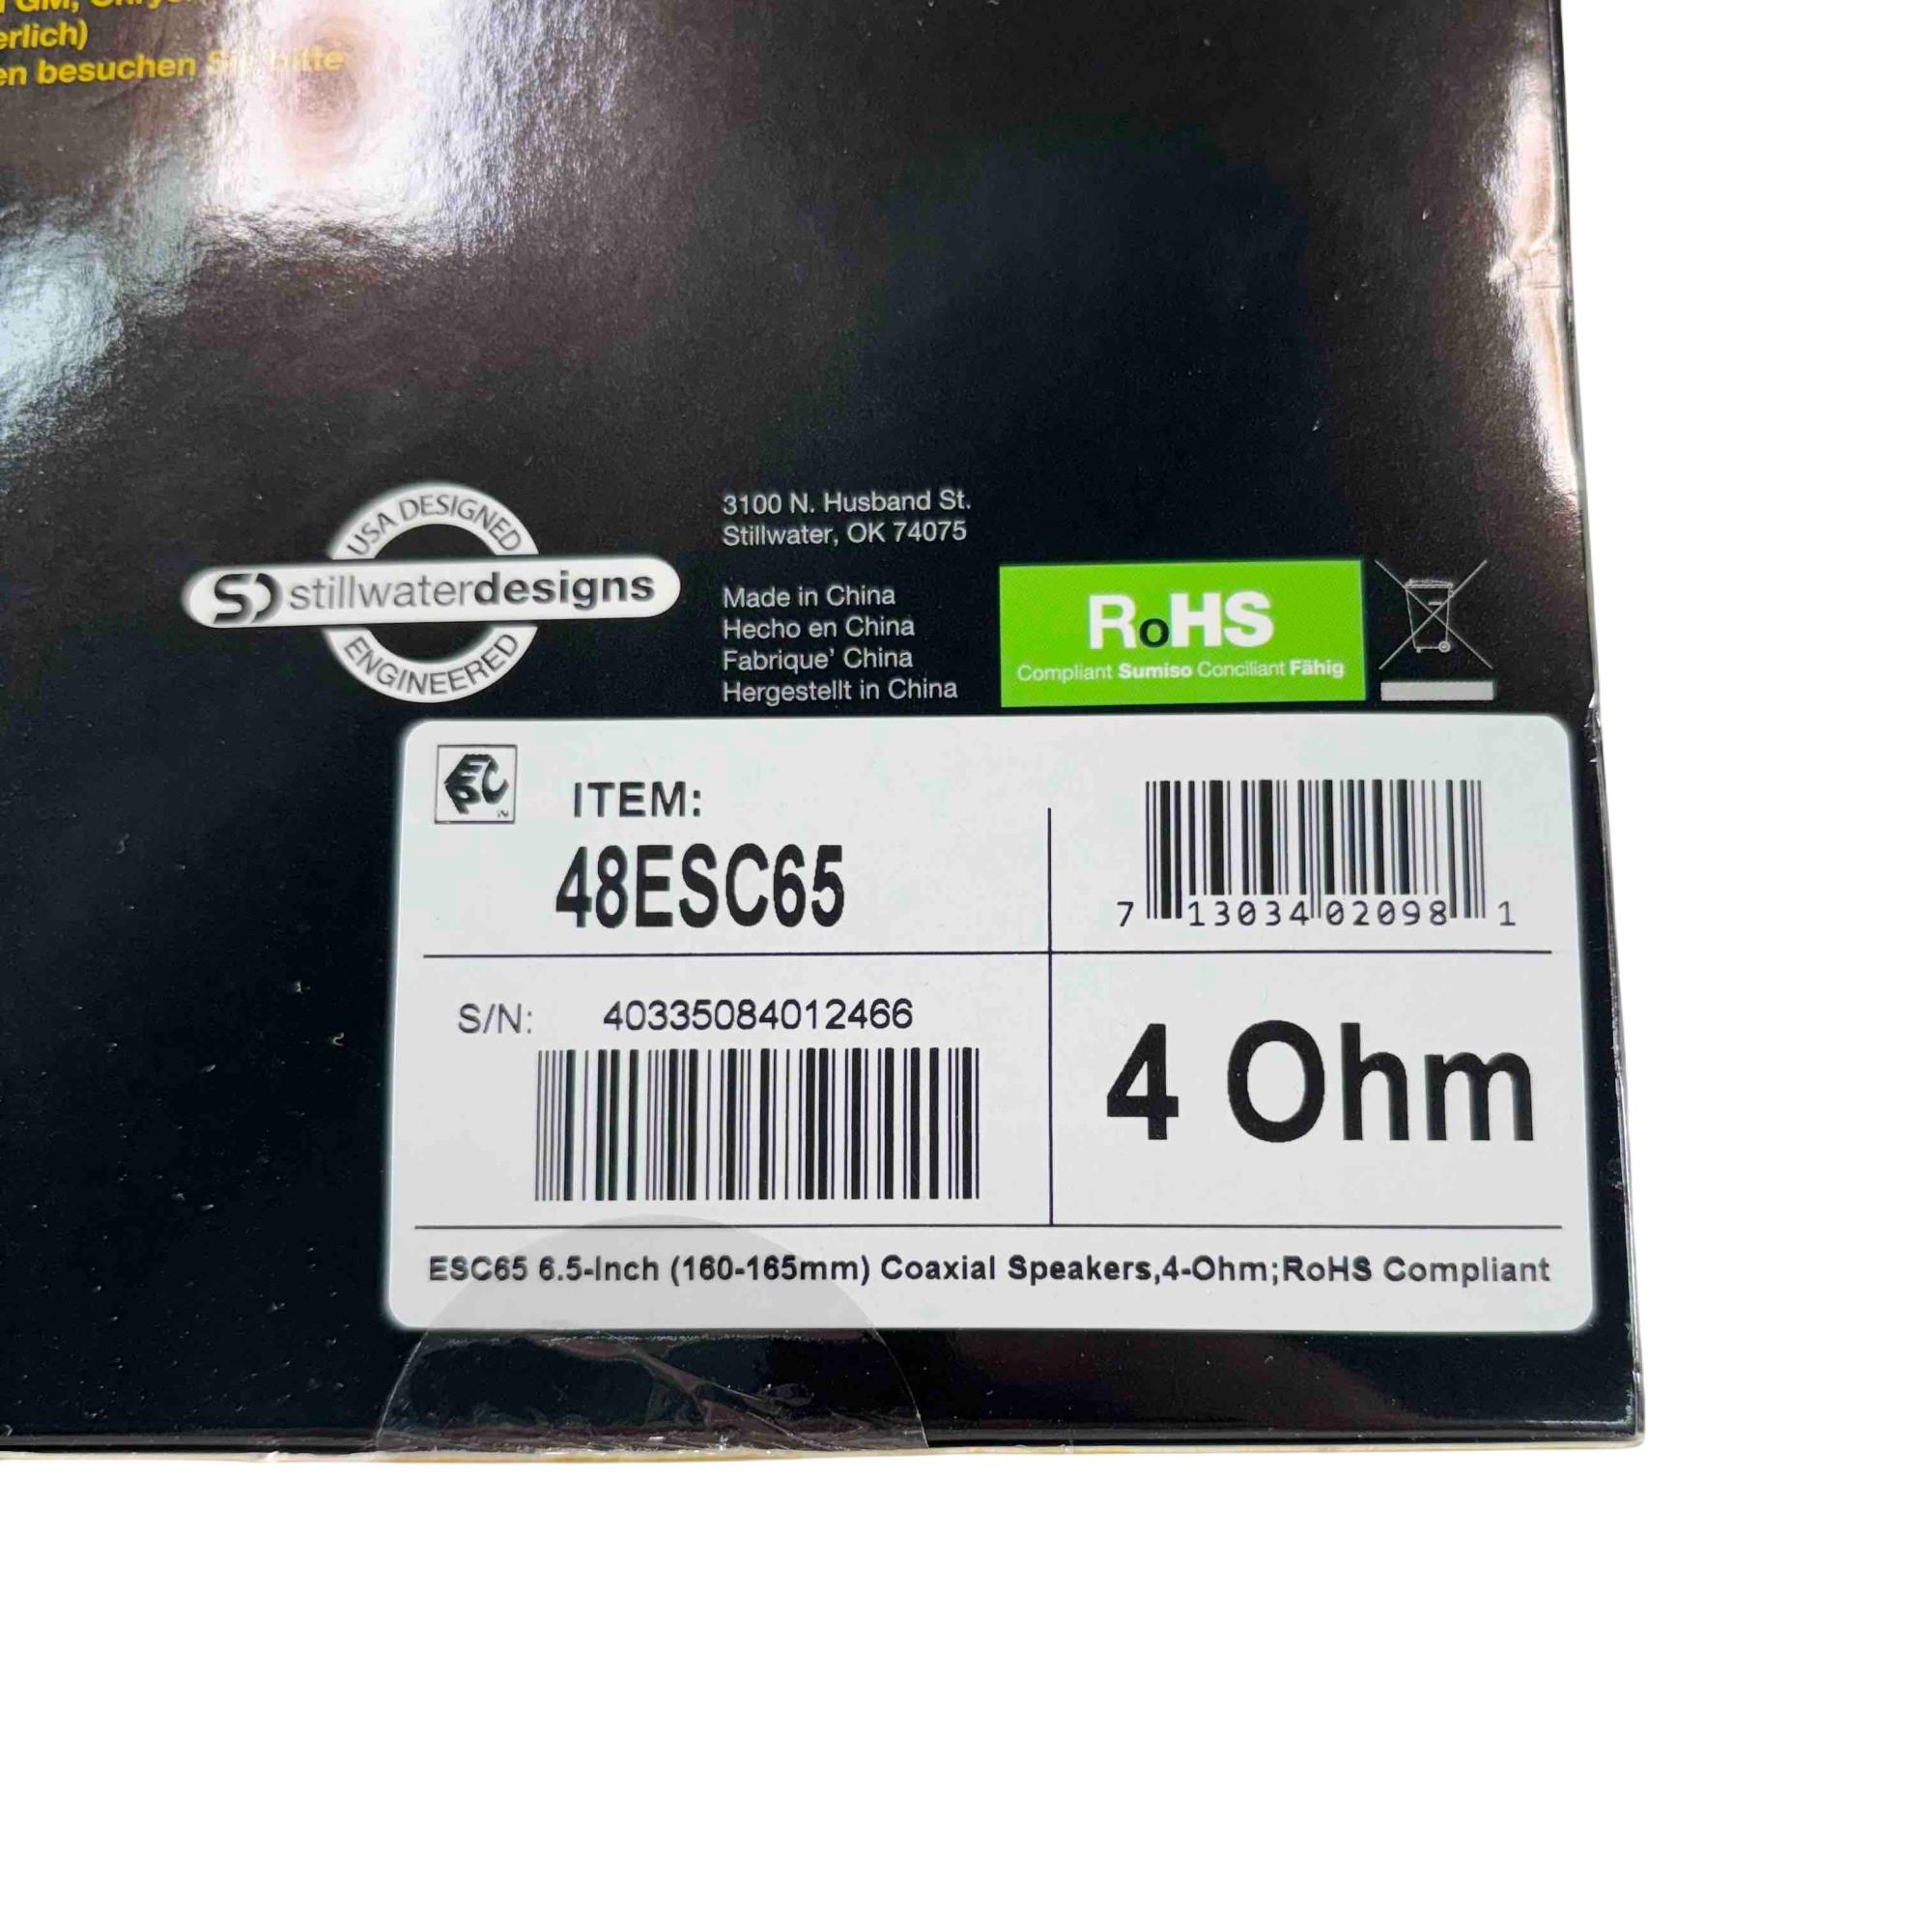 GM,
erlich)
en besuchen Sie bitte
USA DESIGNED
SD stillwaterdesigns
ENGINEERED
3100 N. Husband St.
Stillwater, OK 74075
Made in China
Hecho en China
Fabrique' China
Hergestellt in China
RoHS
Compliant Sumiso Conciliant Fähig
ITEM:
48ESC65
7 13034 02098 1
S/N: 40335084012466
4 Ohm
ESC65 6.5-Inch (160-165mm) Coaxial Speakers,4-Ohm;RoHS Compliant